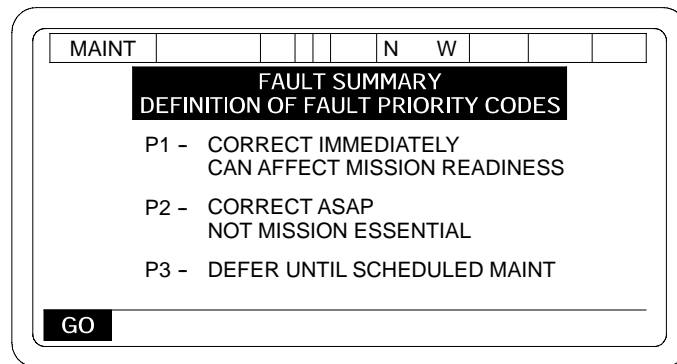 MAINT N W
FAULT SUMMARY
DEFINITION OF FAULT PRIORITY CODES
P1 - CORRECT IMMEDIATELY
CAN AFFECT MISSION READINESS
P2 - CORRECT ASAP
NOT MISSION ESSENTIAL
P3 - DEFER UNTIL SCHEDULED MAINT
GO